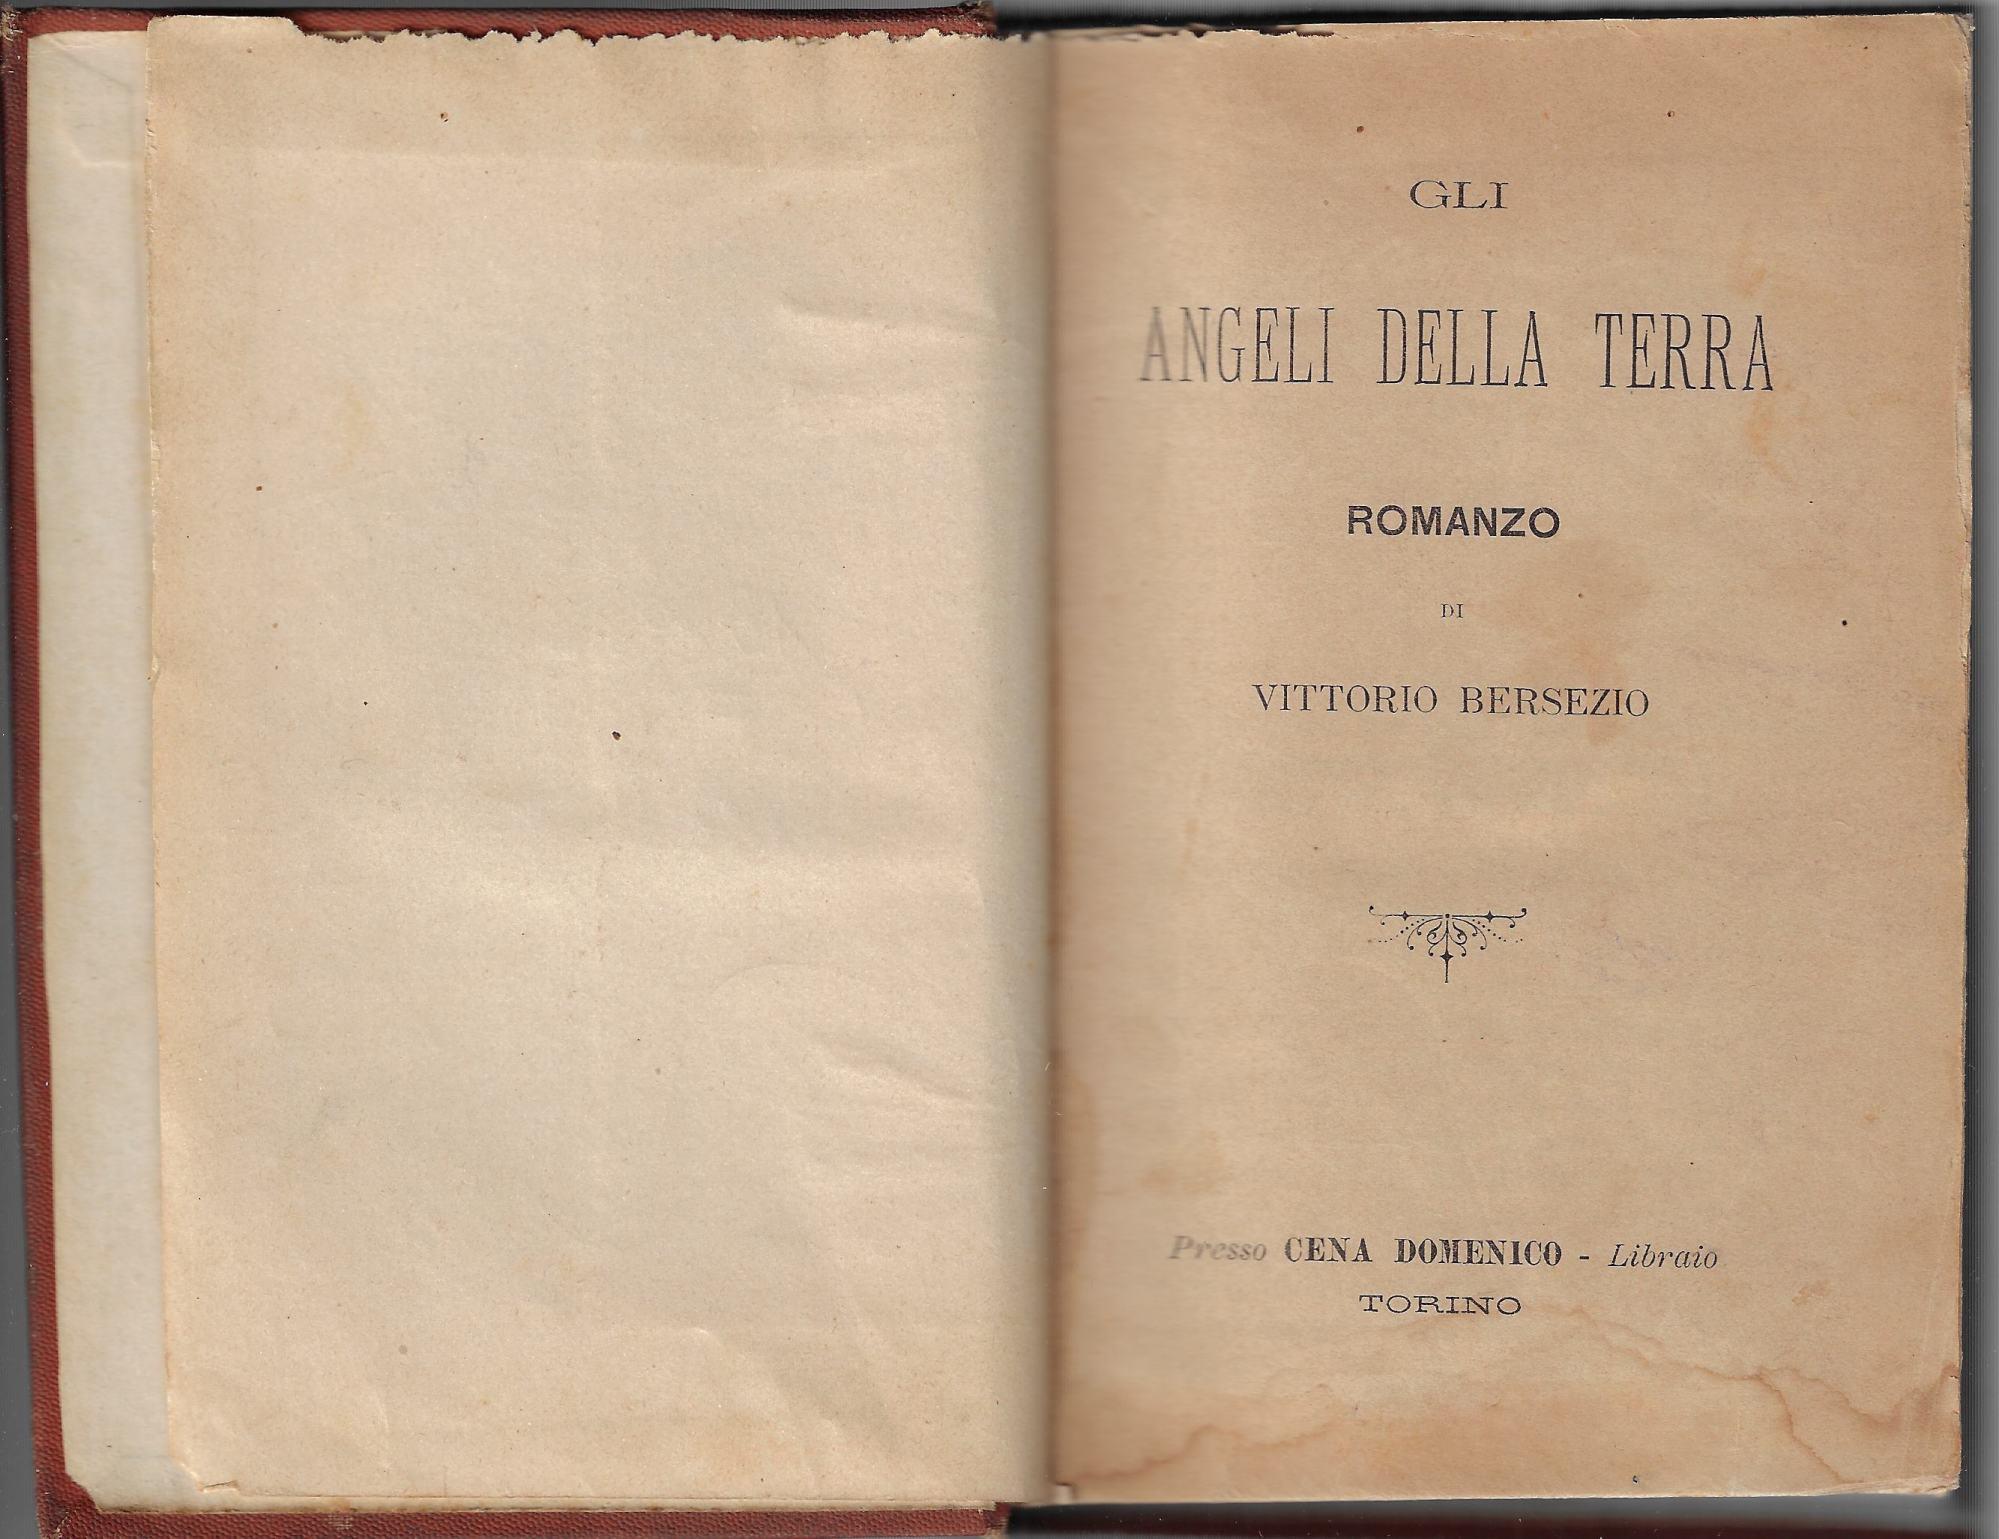 GLI
ANGELI DELLA TERRA
ROMANZO
DI
VITTORIO BERSEZIO
Presso CENA DOMENICO - Libraio
TORINO